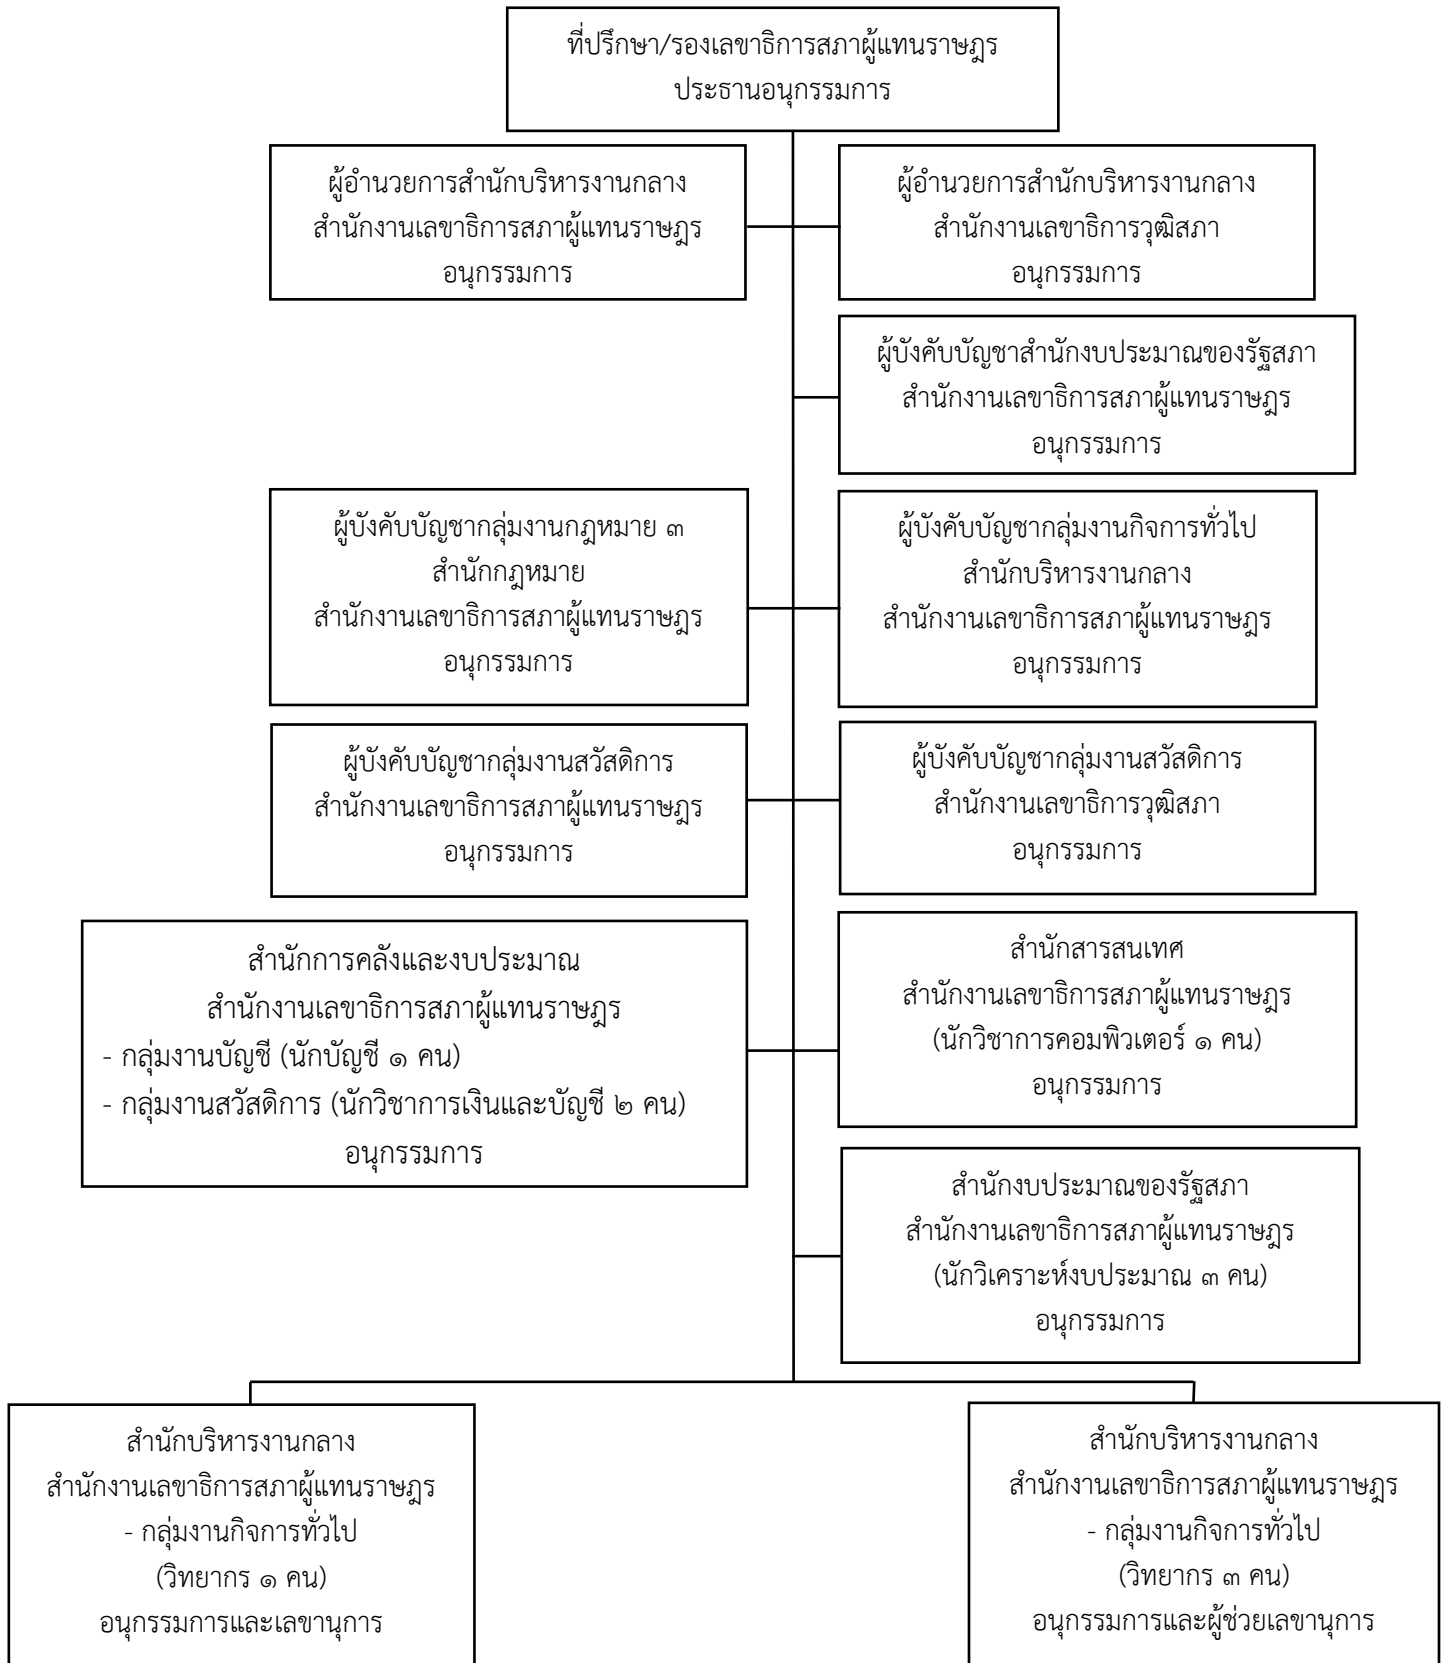 ที่ปรึกษา/รองเลขาธิการสภาผู้แทนราษฎร
ประธานอนุกรรมการ
ผู้อำนวยการสำนักบริหารงานกลาง
สำนักงานเลขาธิการสภาผู้แทนราษฎร
อนุกรรมการ
ผู้อำนวยการสำนักบริหารงานกลาง
สำนักงานเลขาธิการวุฒิสภา
อนุกรรมการ
ผู้บังคับบัญชาสำนักงบประมาณของรัฐสภา
สำนักงานเลขาธิการสภาผู้แทนราษฎร
อนุกรรมการ
ผู้บังคับบัญชากลุ่มงานกฎหมาย ๓
สำนักกฎหมาย
สำนักงานเลขาธิการสภาผู้แทนราษฎร
อนุกรรมการ
ผู้บังคับบัญชากลุ่มงานกิจการทั่วไป
สำนักบริหารงานกลาง
สำนักงานเลขาธิการสภาผู้แทนราษฎร
อนุกรรมการ
ผู้บังคับบัญชากลุ่มงานสวัสดิการ
สำนักงานเลขาธิการสภาผู้แทนราษฎร
อนุกรรมการ
ผู้บังคับบัญชากลุ่มงานสวัสดิการ
สำนักงานเลขาธิการวุฒิสภา
อนุกรรมการ
สำนักการคลังและงบประมาณ
สำนักงานเลขาธิการสภาผู้แทนราษฎร
- กลุ่มงานบัญชี (นักบัญชี ๑ คน)
- กลุ่มงานสวัสดิการ (นักวิชาการเงินและบัญชี ๒ คน)
อนุกรรมการ
สำนักสารสนเทศ
สำนักงานเลขาธิการสภาผู้แทนราษฎร
(นักวิชาการคอมพิวเตอร์ ๑ คน)
อนุกรรมการ
สำนักงบประมาณของรัฐสภา
สำนักงานเลขาธิการสภาผู้แทนราษฎร
(นักวิเคราะห์งบประมาณ ๓ คน)
อนุกรรมการ
สำนักบริหารงานกลาง
สำนักงานเลขาธิการสภาผู้แทนราษฎร
- กลุ่มงานกิจการทั่วไป
(วิทยากร ๑ คน)
อนุกรรมการและเลขานุการ
สำนักบริหารงานกลาง
สำนักงานเลขาธิการสภาผู้แทนราษฎร
- กลุ่มงานกิจการทั่วไป
(วิทยากร ๓ คน)
อนุกรรมการและผู้ช่วยเลขานุการ